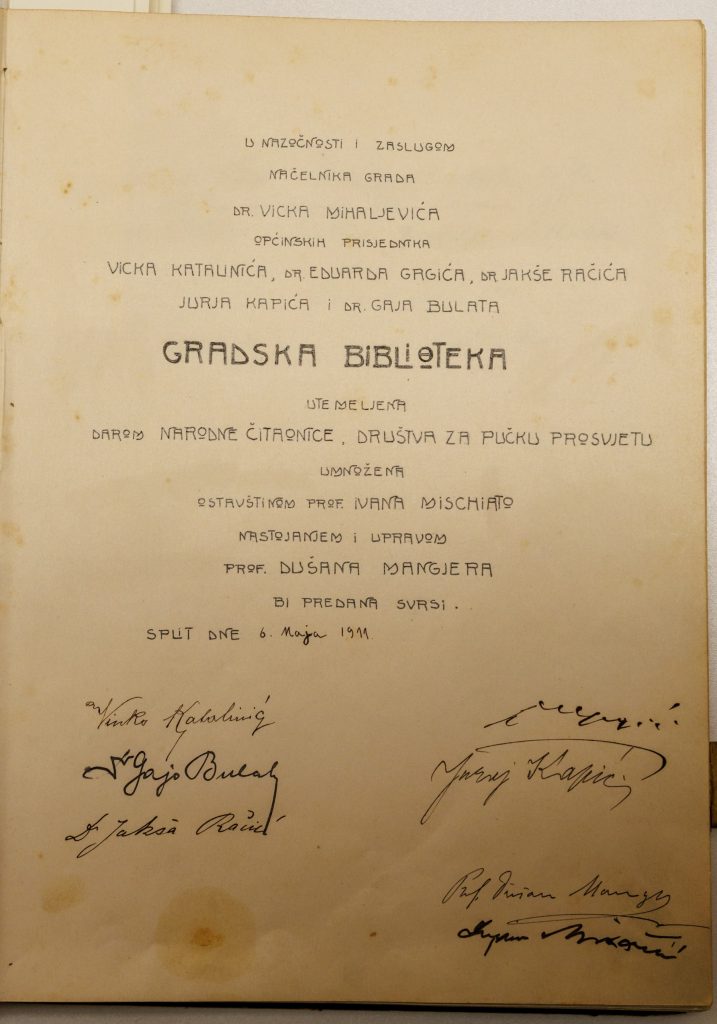 U NAZOČNOSTI I ZASLUGOM
NAČELNIKA GRADA
DR. VICKA MIHALJEVIĆA
OPĆINSKIH PRISJEDNIKA
VICKA KATALINIĆA, DR. EDUARDA GRGIĆA, DR. JAKŠE RAČIĆA
JURJA KAPIĆA I DR. GAJA BULATA
GRADSKA BIBLIOTEKA
UTEMELJENA
DAROM NARODNE ČITAONICE, DRUŠTVA ZA PUČKU PROSVJETU
UMNOŽENA
OSTAVŠTINOM PROF. IVANA MISCHIATO
NASTOJANJEM I UPRAVOM
PROF. DUŠANA MANGJERA
BI PREDANA SVRSI.
SPLIT DNE 6. Maja 1911
Vinko Katalinić
Dr Gajo Bulat
Juraj Kapić
Dr Jakša Račić
Prof. Dušan